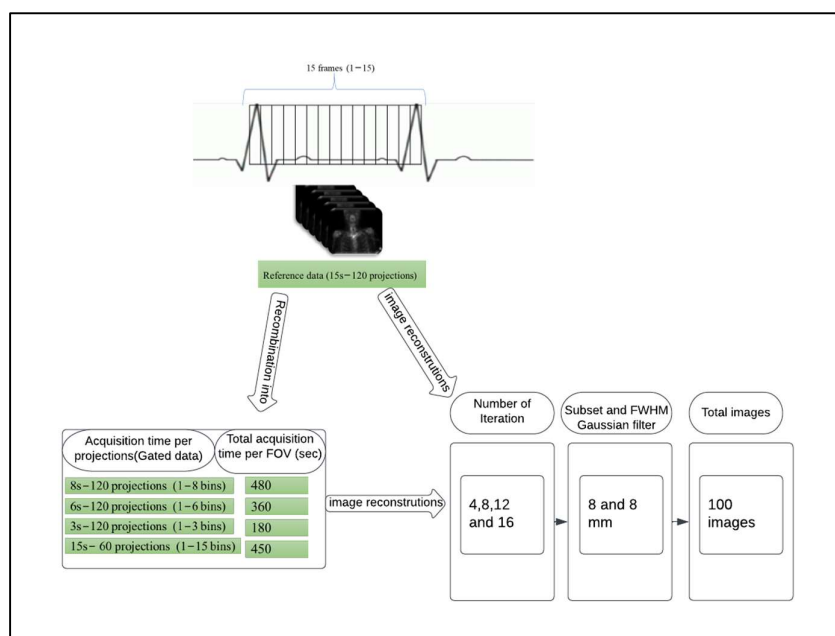 15 frames (1−15)
Reference data (15s−120 projections)
Recombination into
image reconstrutions
Number of
Iteration
Subset and FWHM
Gaussian filter
Total images
Acquisition time per
projections(Gated data)
Total acquisition
time per FOV (sec)
8s−120 projections (1−8 bins)
480
6s−120 projections (1−6 bins)
360
3s−120 projections (1−3 bins)
180
15s− 60 projections (1−15 bins)
450
image reconstrutions
4,8,12
and 16
8 and 8
mm
100
images